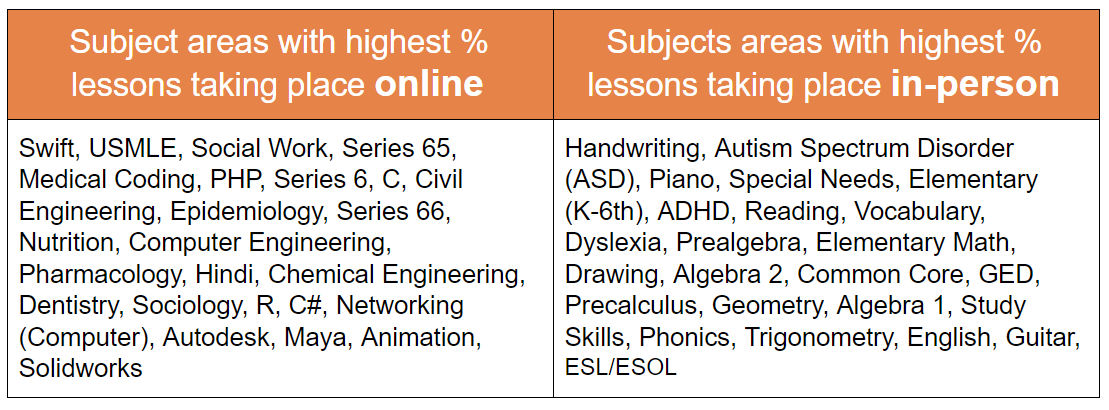 Subject areas with highest %
lessons taking place online
Subjects areas with highest %
lessons taking place in-person
Swift, USMLE, Social Work, Series 65,
Medical Coding, PHP, Series 6, C, Civil
Engineering, Epidemiology, Series 66,
Nutrition, Computer Engineering,
Pharmacology, Hindi, Chemical Engineering,
Dentistry, Sociology, R, C#, Networking
(Computer), Autodesk, Maya, Animation,
Solidworks
Handwriting, Autism Spectrum Disorder
(ASD), Piano, Special Needs, Elementary
(K-6th), ADHD, Reading, Vocabulary,
Dyslexia, Prealgebra, Elementary Math,
Drawing, Algebra 2, Common Core, GED,
Precalculus, Geometry, Algebra 1, Study
Skills, Phonics, Trigonometry, English, Guitar,
ESL/ESOL